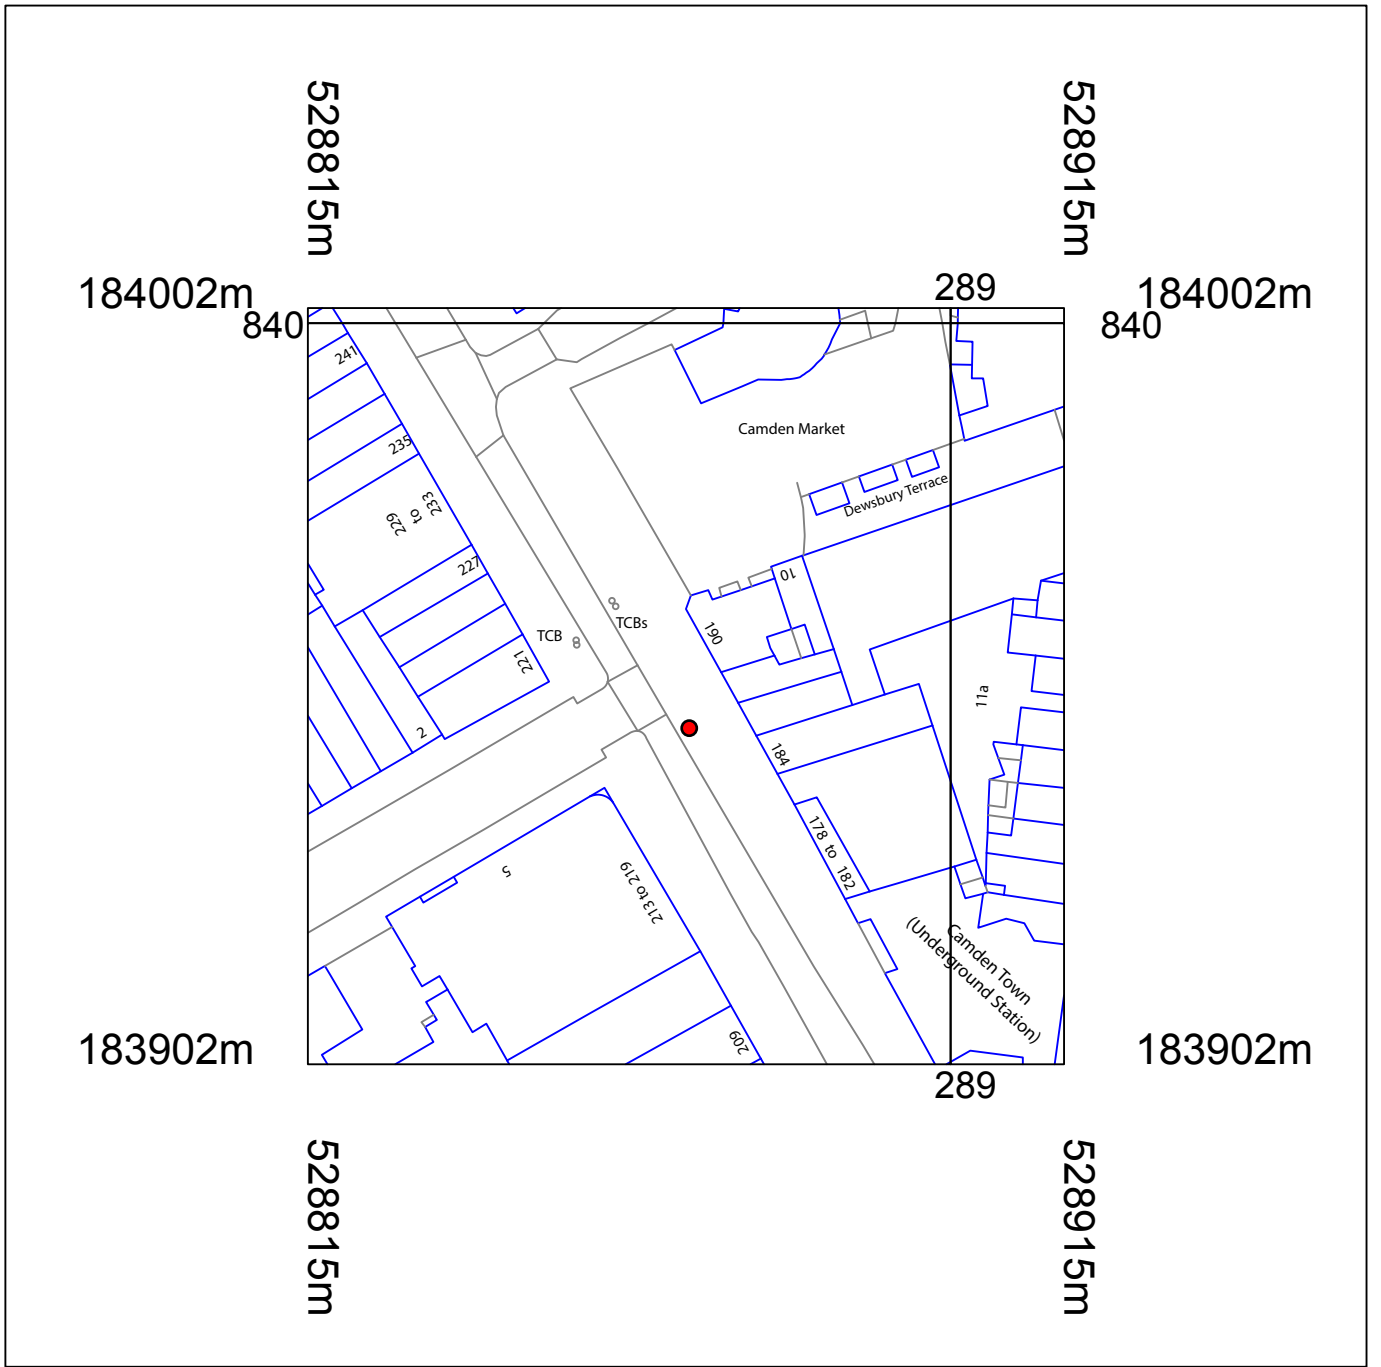 528815m
528915m
184002m
289
184002m
840
840
241
235
233
to
229
227
221
2
TCB
TCBs
Camden Market
Dewsbury Terrace
10
190
184
11a
178 to 182
5
213 to 219
209
Camden Town
(Underground Station)
183902m
183902m
289
528815m
528915m